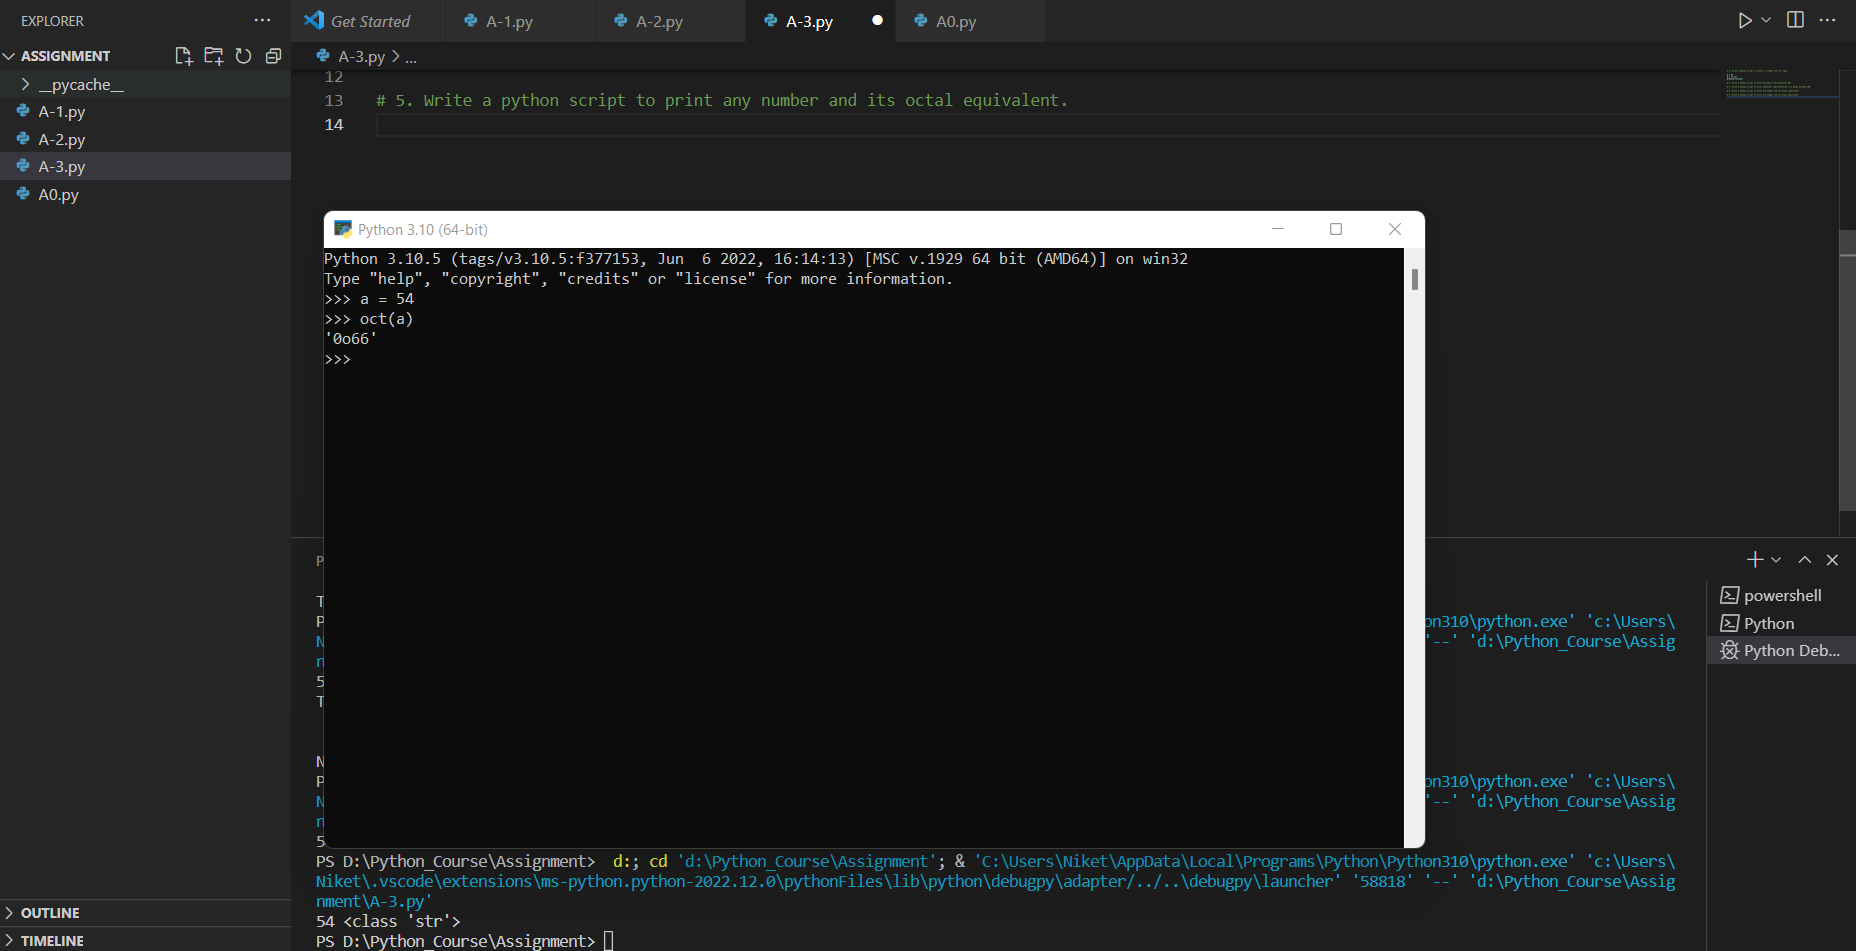 EXPLORER
Get Started
A-1.py
A-2.py
A-3.py
A0.py
ASSIGNMENT
A-3.py > ...
__pycache__
A-1.py
A-2.py
A-3.py
A0.py
12
13 # 5. Write a python script to print any number and its octal equivalent.
14
Python 3.10 (64-bit)
Python 3.10.5 (tags/v3.10.5:f377153, Jun  6 2022, 16:14:13) [MSC v.1929 64 bit (AMD64)] on win32
Type "help", "copyright", "credits" or "license" for more information.
>>> a = 54
>>> oct(a)
'0o66'
>>>
powershell
Python
Python Deb...
on310\python.exe' 'c:\Users\
'--' 'd:\Python_Course\Assig
on310\python.exe' 'c:\Users\
'--' 'd:\Python_Course\Assig
PS D:\Python_Course\Assignment>  d:; cd 'd:\Python_Course\Assignment'; & 'C:\Users\Niket\AppData\Local\Programs\Python\Python310\python.exe' 'c:\Users\
Niket\.vscode\extensions\ms-python.python-2022.12.0\pythonFiles\lib\python\debugpy\adapter/../..\debugpy\launcher' '58818' '--' 'd:\Python_Course\Assig
nment\A-3.py'
54 <class 'str'>
PS D:\Python_Course\Assignment>
OUTLINE
TIMELINE